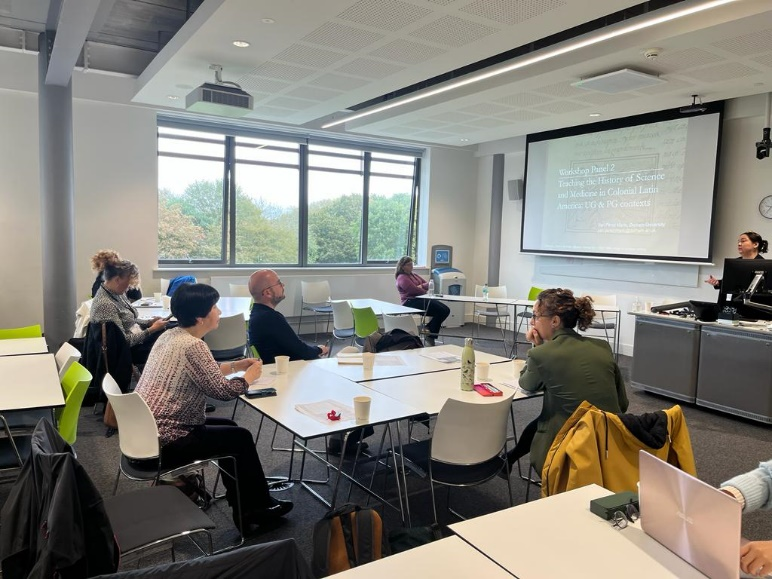 Workshop Panel 2
Teaching the History of Science
and Medicine in Colonial Latin
America: UG & PG contexts